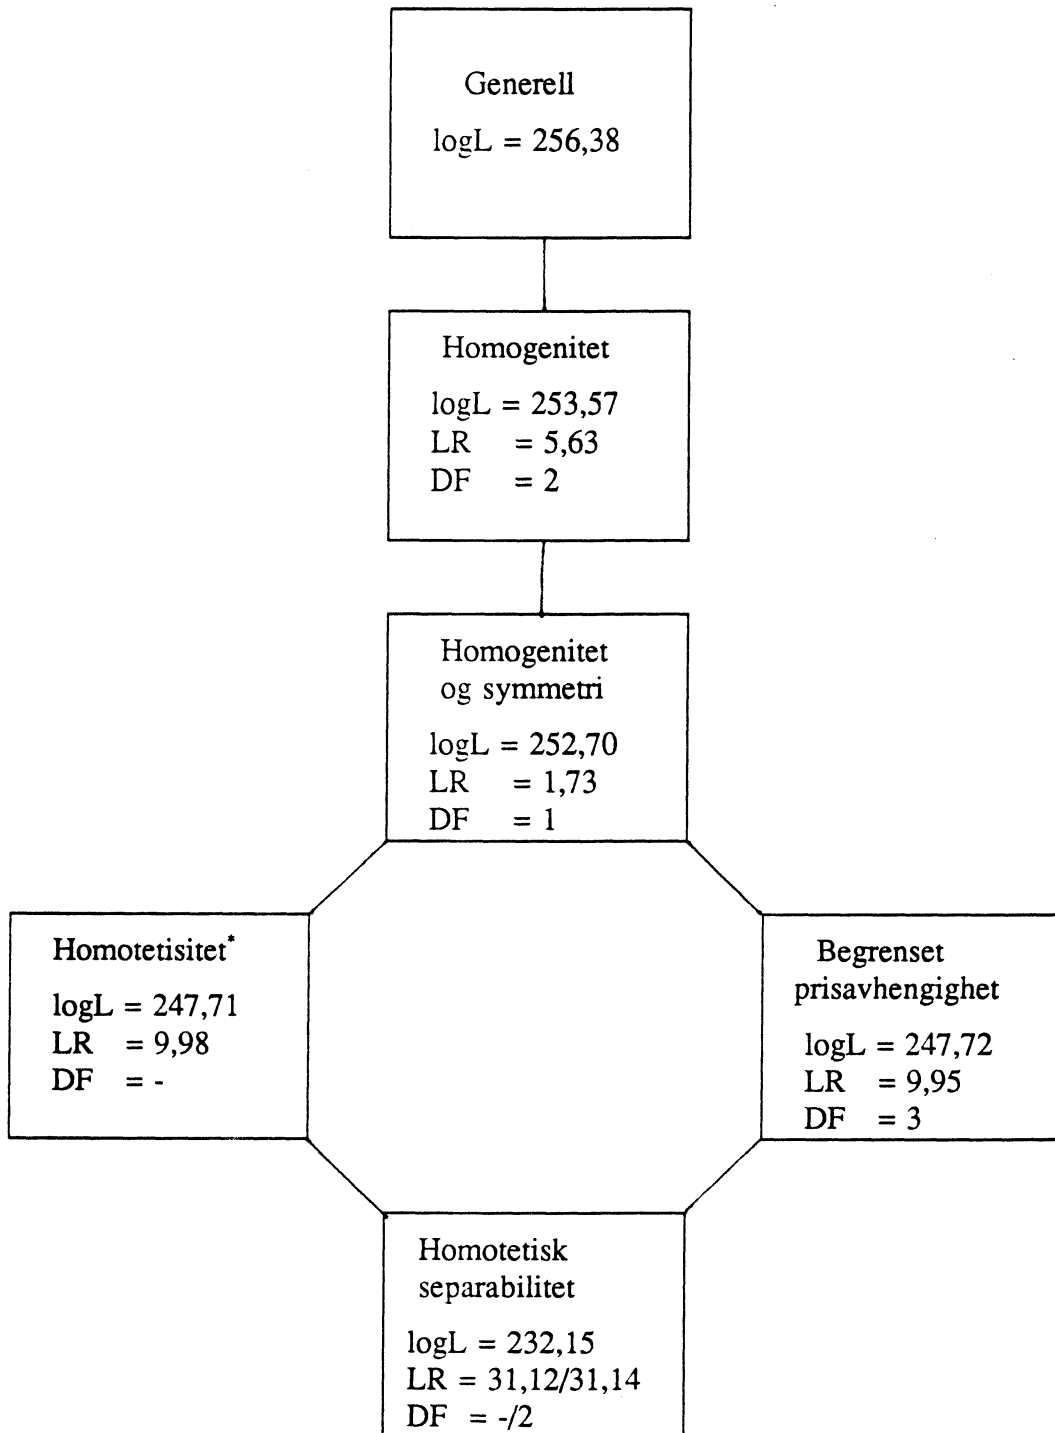 Generell
logL = 256,38
Homogenitet
logL = 253,57
LR = 5,63
DF = 2
Homogenitet
og symmetri
logL = 252,70
LR = 1,73
DF = 1
Homotetisitet*
logL = 247,71
LR = 9,98
DF = -
Begrenset
prisavhengighet
logL = 247,72
LR = 9,95
DF = 3
Homotetisk
separabilitet
logL = 232,15
LR = 31,12/31,14
DF = -/2